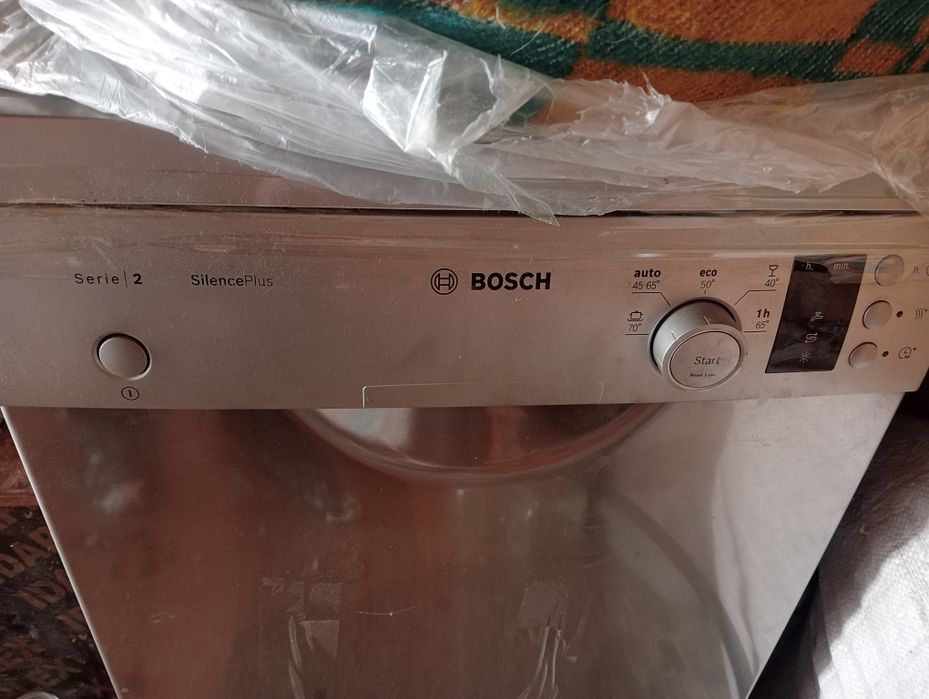 Serie | 2
SilencePlus
BOSCH
auto
45-65°
eco
50°
40°
70°
1h
65°
Start
Reset 3 sec.
h. min.
h.